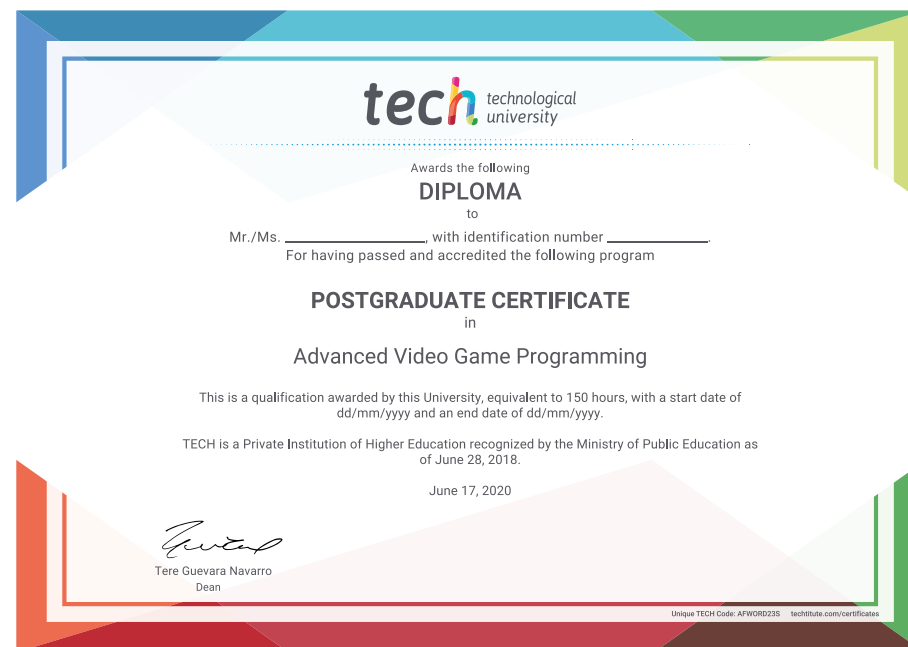 tech technological
university
Awards the following
DIPLOMA
to
Mr./Ms. ____________, with identification number ____________.
For having passed and accredited the following program
POSTGRADUATE CERTIFICATE
in
Advanced Video Game Programming
This is a qualification awarded by this University, equivalent to 150 hours, with a start date of
dd/mm/yyyy and an end date of dd/mm/yyyy.
TECH is a Private Institution of Higher Education recognized by the Ministry of Public Education as
of June 28, 2018.
June 17, 2020
Tere Guevara Navarro
Dean
Unique TECH Code: AFWORD23S techtitute.com/certificates